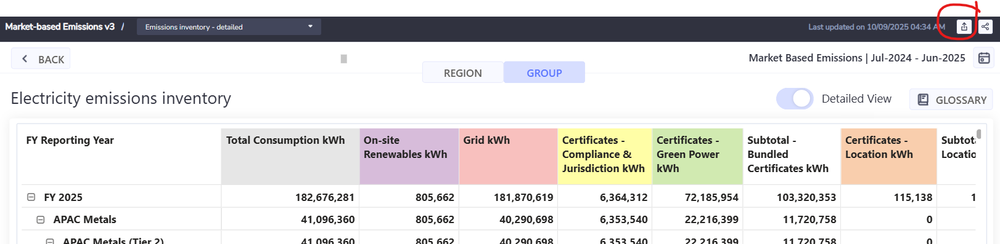 Market-based Emissions v3 / Emissions inventory - detailed Last updated on 10/09/2025 04:34 AM
BACK Market Based Emissions | Jul-2024 - Jun-2025
REGION GROUP
Electricity emissions inventory Detailed View GLOSSARY
FY Reporting Year Total Consumption kWh On-site Renewables kWh Grid kWh Certificates - Compliance & Jurisdiction kWh Certificates - Green Power kWh Subtotal - Bundled Certificates kWh Certificates - Location kWh
FY 2025 182,676,281 805,662 181,870,619 6,364,312 72,185,954 103,320,353 115,138 1
APAC Metals 41,096,360 805,662 40,290,698 6,353,540 22,216,399 11,720,758 0
APAC Metals (Tier 2) 41,096,360 805,662 40,290,698 6,353,540 22,216,399 11,720,758 0